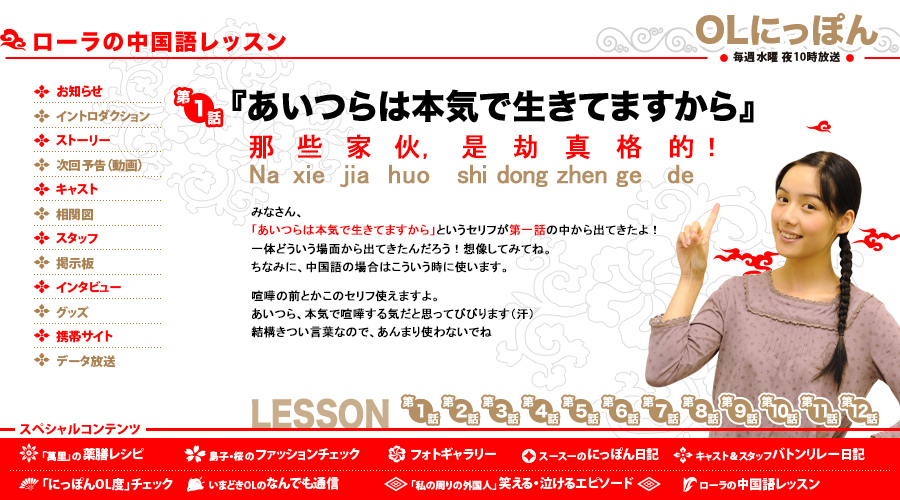 ローラの中国語レッスン
OLにっぽん
● 毎週水曜 夜10時放送 ●
お知らせ
イントロダクション
ストーリー
次回予告(動画)
キャスト
相関図
スタッフ
掲示板
インタビュー
グッズ
携帯サイト
データ放送
第1話
『あいつらは本気で生きてますから』
那些家伙,是劫真格的!
Na xie jia huo shi dong zhen ge de
みなさん、
「あいつらは本気で生きてますから」というセリフが第一話の中から出てきたよ!
一体どういう場面から出てきたんだろう!想像してみてね。
ちなみに、中国語の場合はこういう時に使います。
喧嘩の前とかこのセリフ使えますよ。
あいつら、本気で喧嘩する気だと思ってびびります(汗)
結構きつい言葉なので、あんまり使わないでね
LESSON 第1話 第2話 第3話 第4話 第5話 第6話 第7話 第8話 第9話 第10話 第11話 第12話
スペシャルコンテンツ
「萬里」の薬膳レシピ 島子・桜のファッションチェック フォトギャラリー スースーのにっぽん日記 キャスト&スタッフバトンリレー日記
「にっぽんOL度」チェック いまどきOLのなんでも通信 「私の周りの外国人」笑える・泣けるエピソード ローラの中国語レッスン